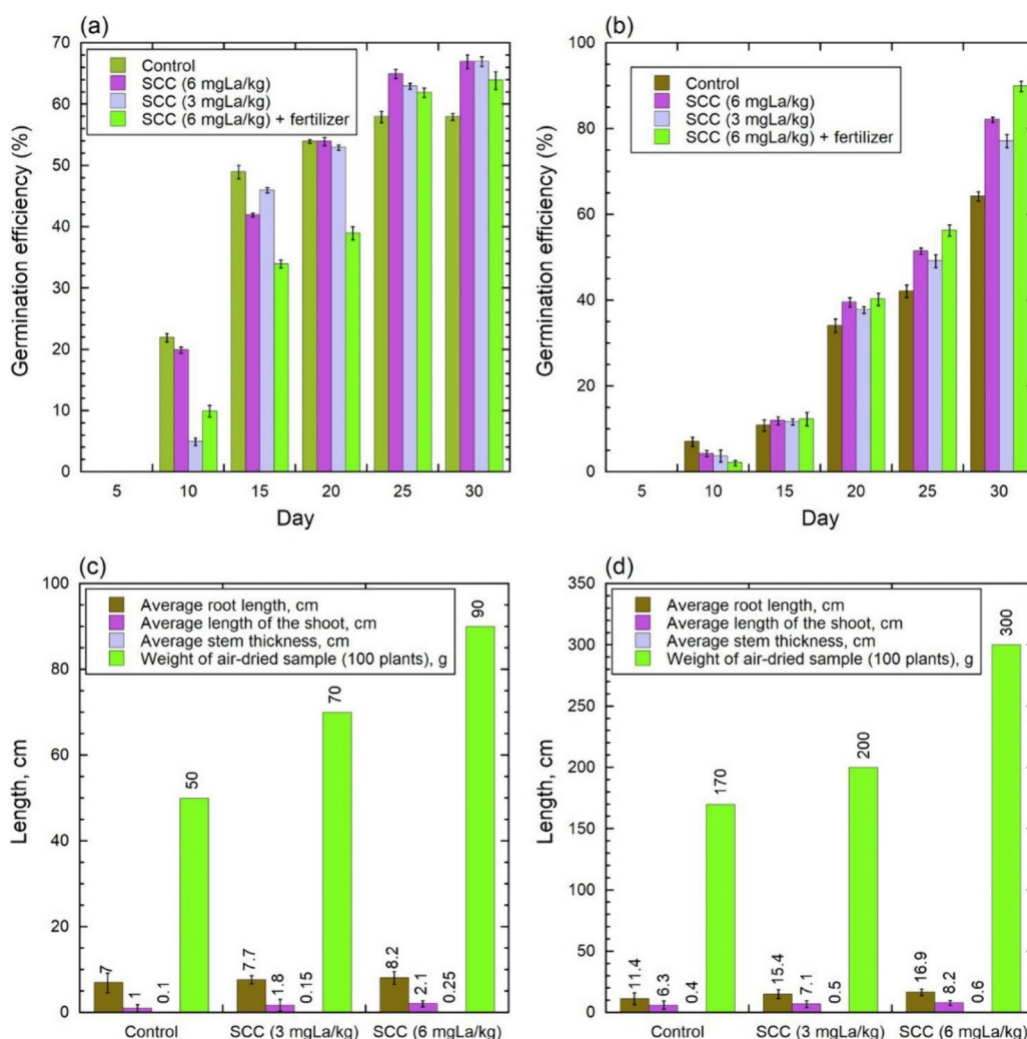 (a)
Control
SCC (6 mgLa/kg)
SCC (3 mgLa/kg)
SCC (6 mgLa/kg) + fertilizer
Germination efficiency (%)
70
60
50
40
30
20
10
0
5 10 15 20 25 30
Day
(b)
Control
SCC (6 mgLa/kg)
SCC (3 mgLa/kg)
SCC (6 mgLa/kg) + fertilizer
Germination efficiency (%)
100
80
60
40
20
0
5 10 15 20 25 30
Day
(c)
Average root length, cm
Average length of the shoot, cm
Average stem thickness, cm
Weight of air-dried sample (100 plants), g
Length, cm
100
80
60
40
20
0
7 1 0.1 50
7.7 1.8 0.15 70
8.2 2.1 0.25 90
Control SCC (3 mgLa/kg) SCC (6 mgLa/kg)
(d)
Average root length, cm
Average length of the shoot, cm
Average stem thickness, cm
Weight of air-dried sample (100 plants), g
Length, cm
350
300
250
200
150
100
50
0
11.4 6.3 0.4 170
15.4 7.1 0.5 200
16.9 8.2 0.6 300
Control SCC (3 mgLa/kg) SCC (6 mgLa/kg)